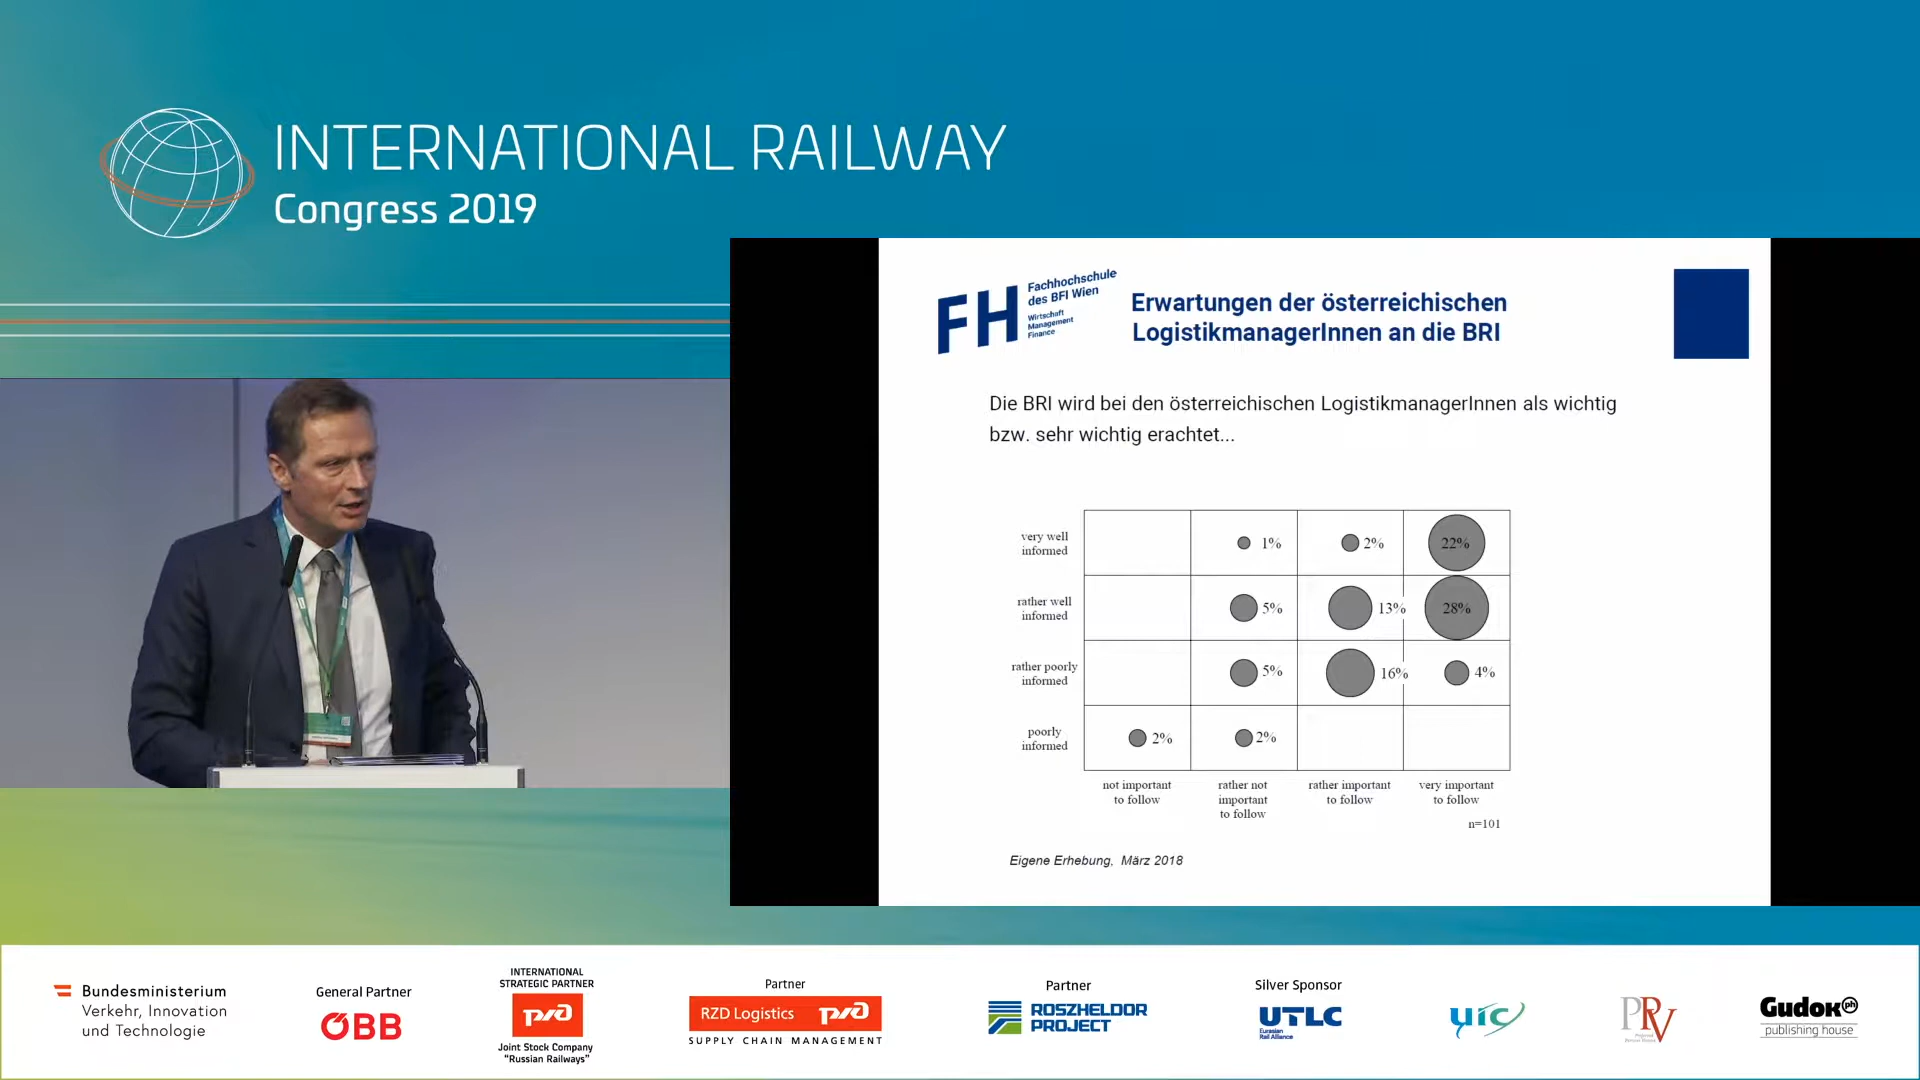 INTERNATIONAL RAILWAY
Congress 2019
FH
Fachhochschule
des BFI Wien
Wirtschaft
Management
Finance
Erwartungen der österreichischen
LogistikmanagerInnen an die BRI
Die BRI wird bei den österreichischen LogistikmanagerInnen als wichtig
bzw. sehr wichtig erachtet...
very well
informed
1%
2%
22%
rather well
informed
5%
13%
28%
rather poorly
informed
5%
16%
4%
poorly
informed
2%
2%
not important
to follow
rather not
important
to follow
rather important
to follow
very important
to follow
n=101
Eigene Erhebung, März 2018
Bundesministerium
Verkehr, Innovation
und Technologie
General Partner
ÖBB
INTERNATIONAL
STRATEGIC PARTNER
Joint Stock Company
"Russian Railways"
Partner
RZD Logistics
SUPPLY CHAIN MANAGEMENT
Partner
ROSZHELDOR
PROJECT
Silver Sponsor
UTLC
Eurasian
Rail Alliance
uic
PRV
Gudok ph
publishing house